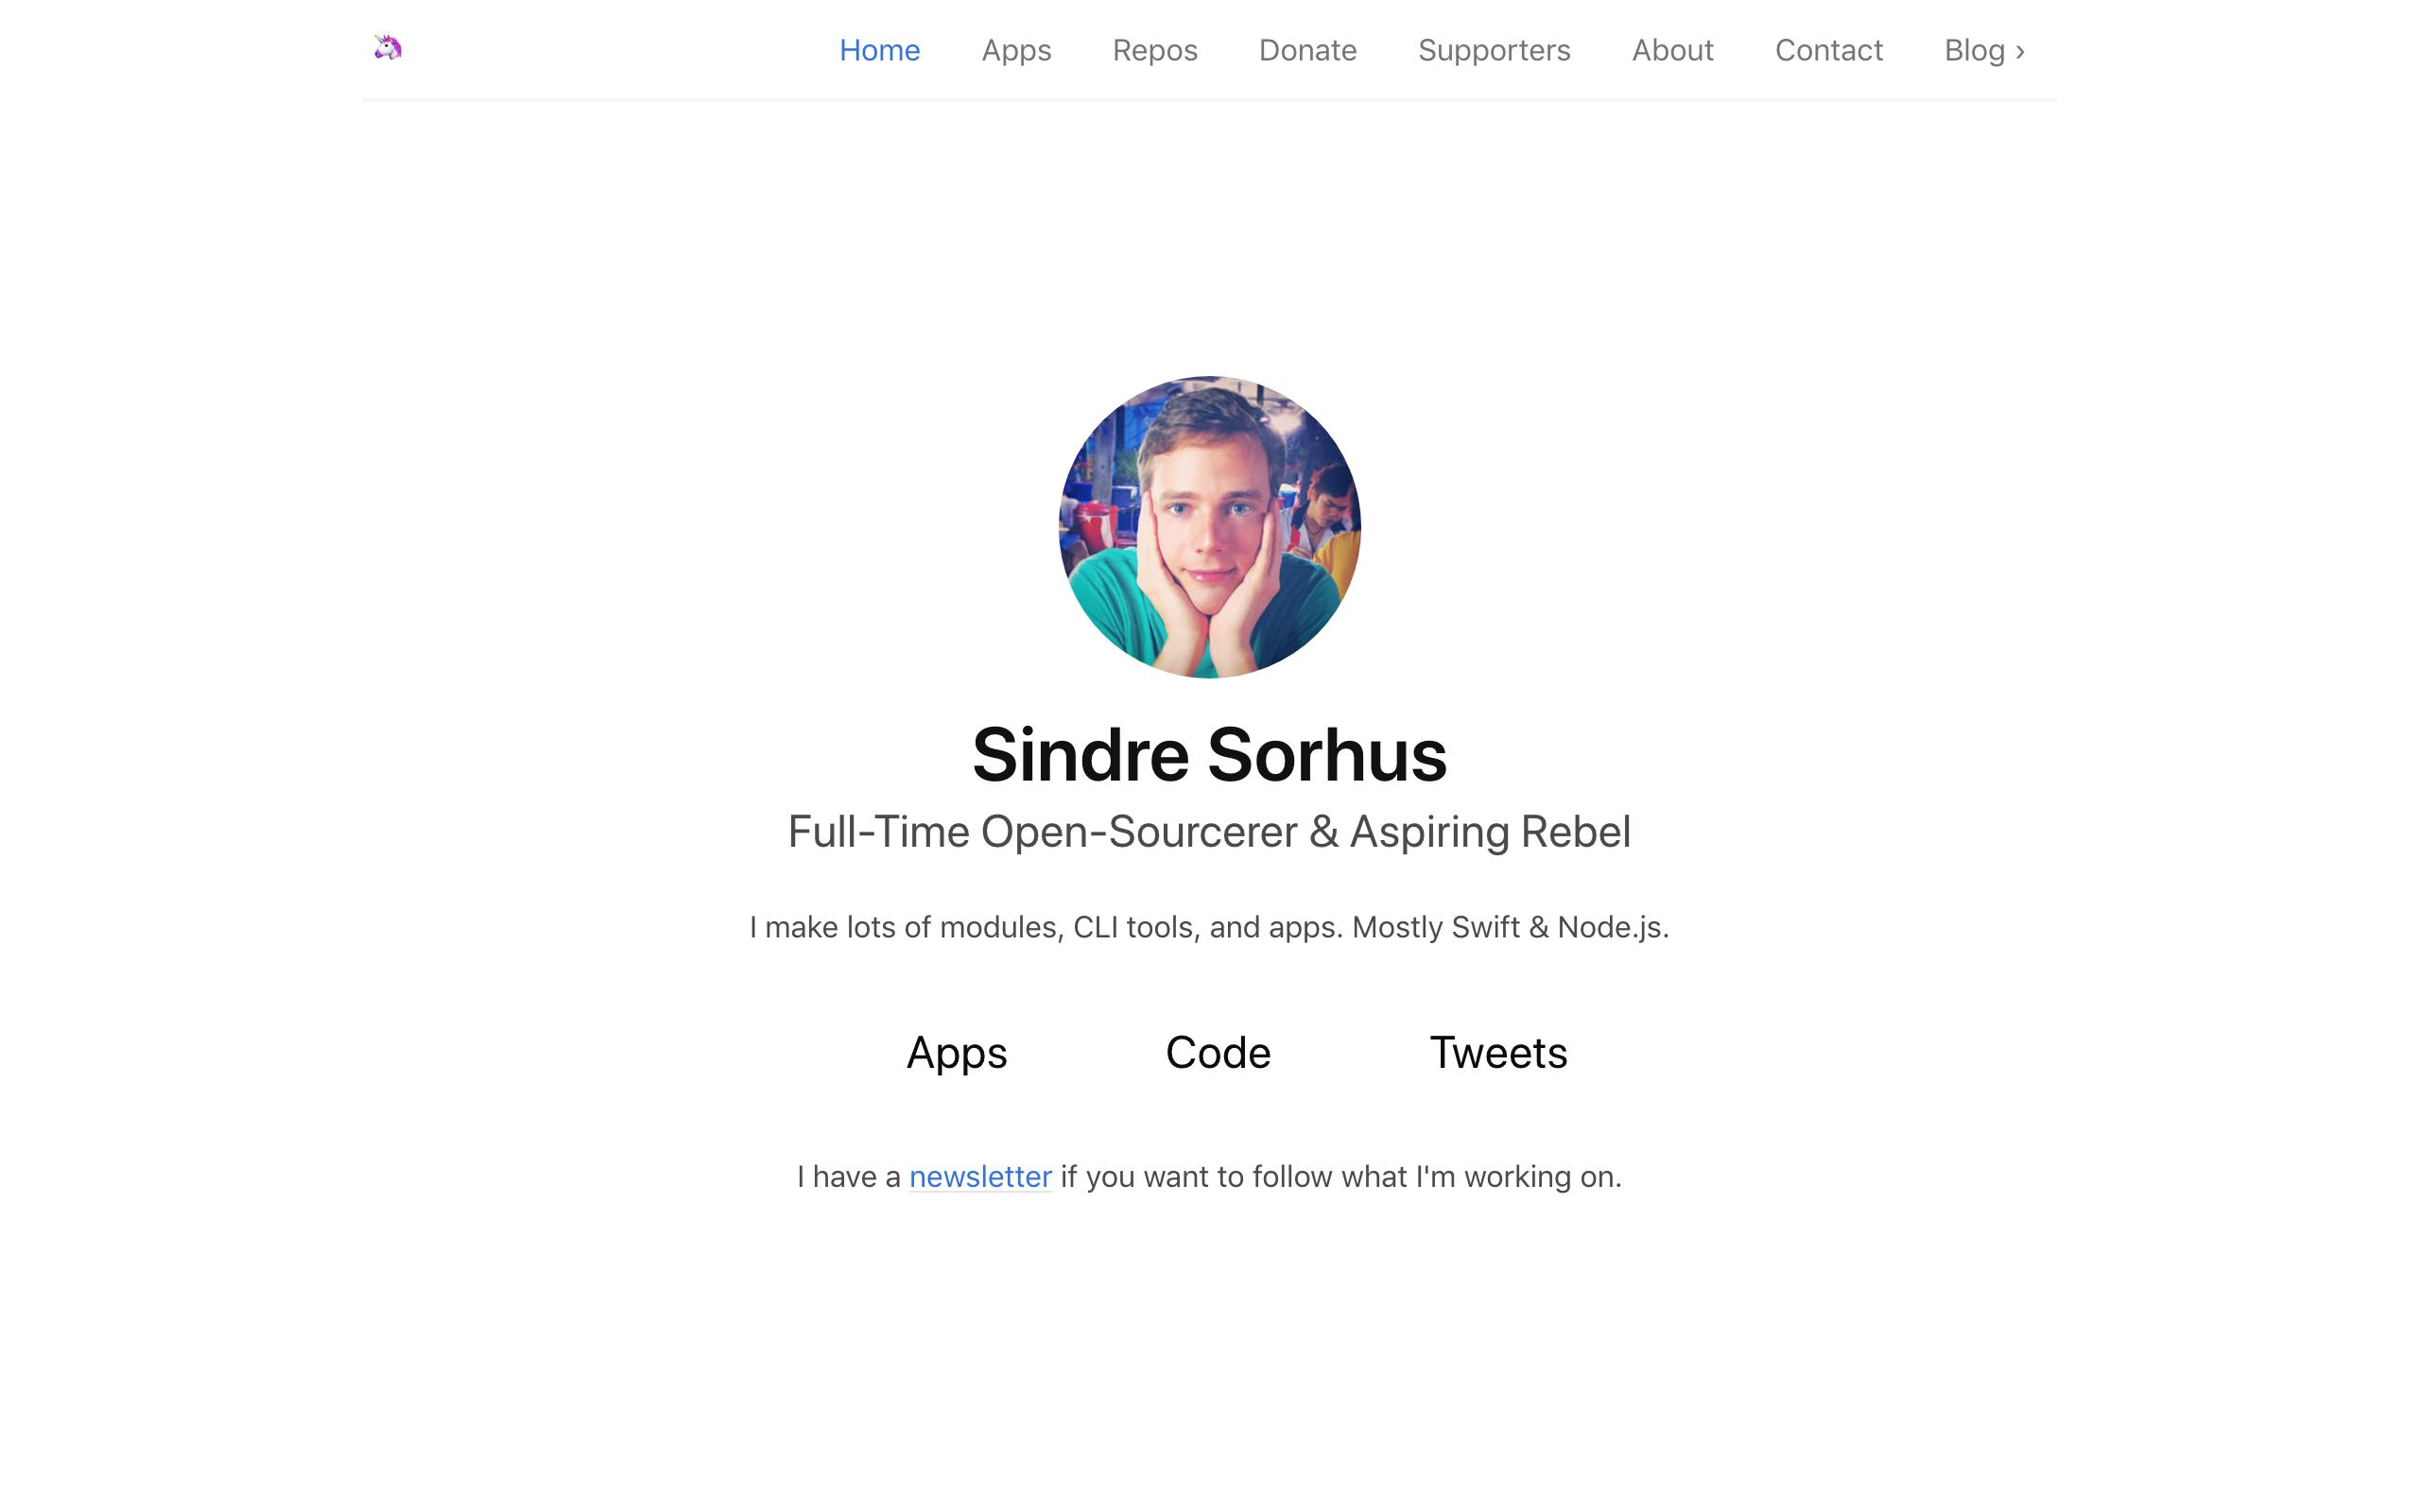 Home Apps Repos Donate Supporters About Contact Blog ›
Sindre Sorhus
Full-Time Open-Sourcerer & Aspiring Rebel
I make lots of modules, CLI tools, and apps. Mostly Swift & Node.js.
Apps Code Tweets
I have a newsletter if you want to follow what I'm working on.